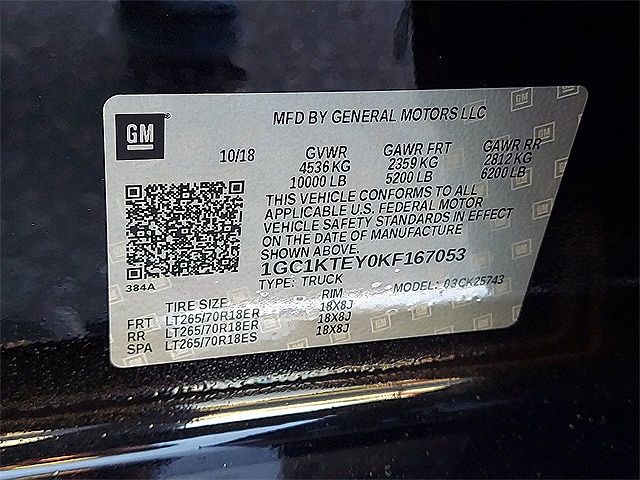 MFD BY GENERAL MOTORS LLC
GM
10/18 GVWR GAWR FRT GAWR RR
4536 KG 2359 KG 2812 KG
10000 LB 5200 LB 6200 LB
THIS VEHICLE CONFORMS TO ALL
APPLICABLE U.S. FEDERAL MOTOR
VEHICLE SAFETY STANDARDS IN EFFECT
ON THE DATE OF MANUFACTURE
SHOWN ABOVE.
384A
1GC1KTEY0KF167053
TYPE: TRUCK MODEL: 03CK25743
TIRE SIZE RIM
FRT LT265/70R18ER 18X8J
RR LT265/70R18ER 18X8J
SPA LT265/70R18ES 18X8J